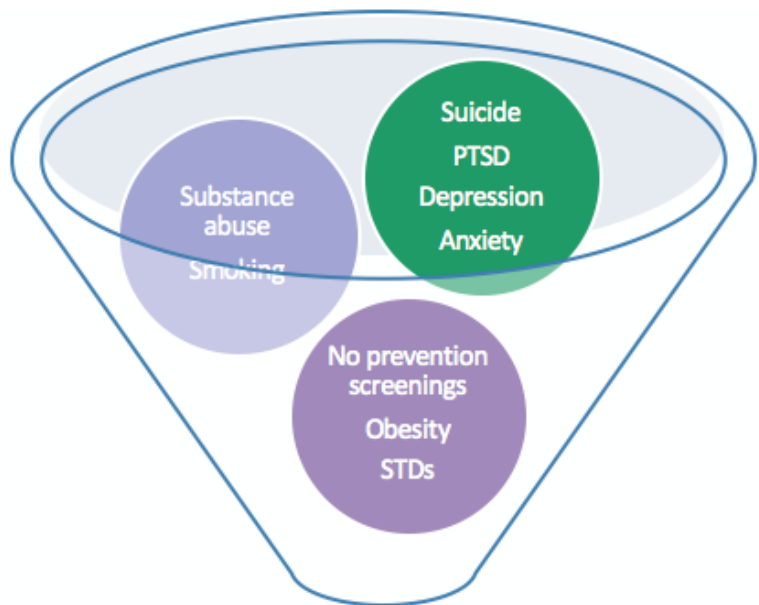 Suicide
PTSD
Depression
Anxiety
Substance
abuse
Smoking
No prevention
screenings
Obesity
STDs